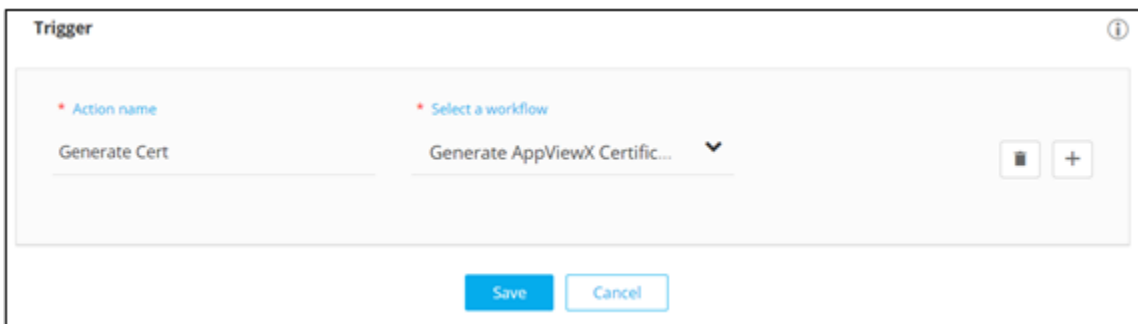 Trigger
* Action name
* Select a workflow
Generate Cert
Generate AppViewX Certific...
Save
Cancel